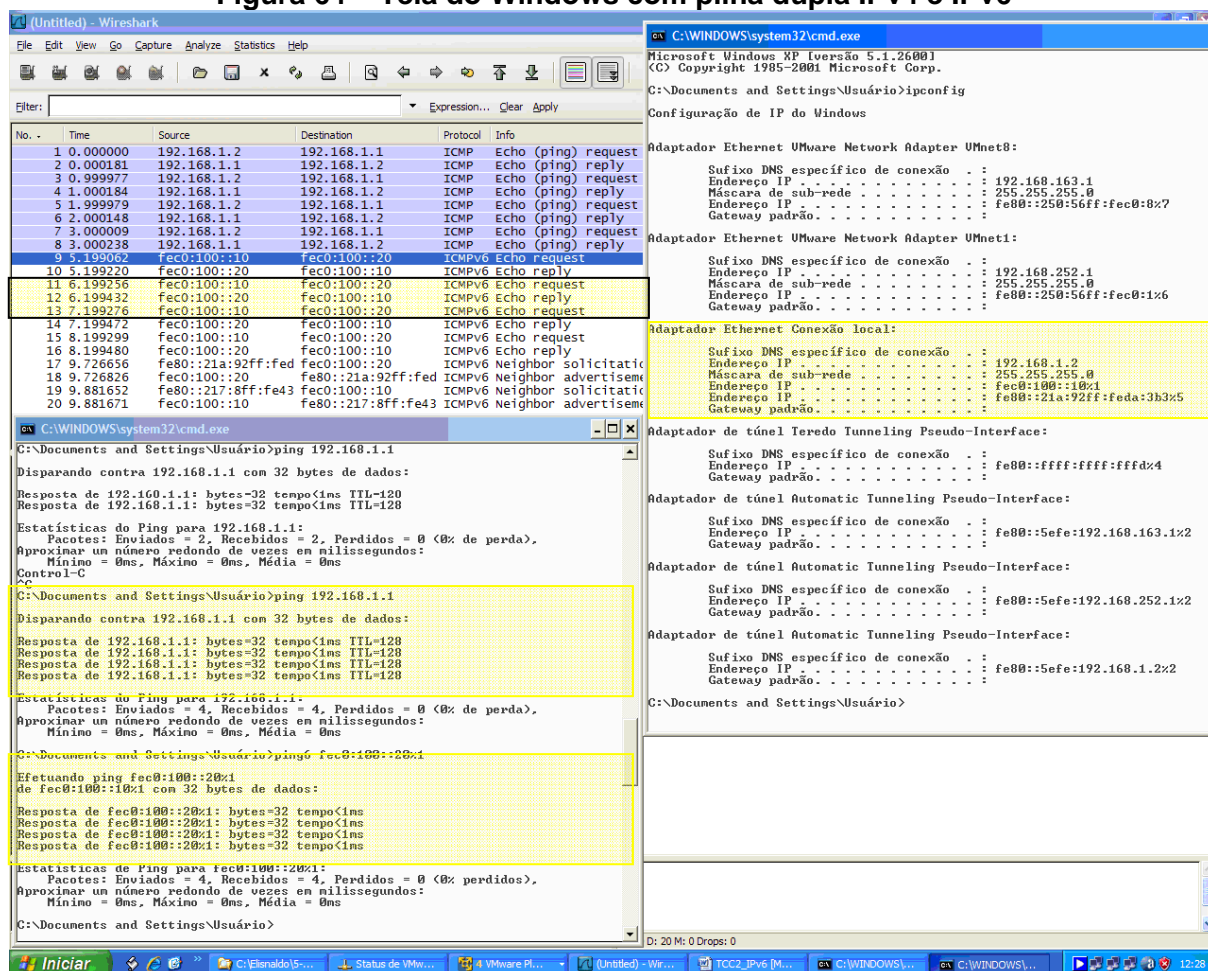 (Untitled) - Wireshark
File Edit View Go Capture Analyze Statistics Help
Filter: Expression... Clear Apply
No. - Time Source Destination Protocol Info
1 0.000000 192.168.1.2 192.168.1.1 ICMP Echo (ping) request
2 0.000181 192.168.1.1 192.168.1.2 ICMP Echo (ping) reply
3 0.999977 192.168.1.2 192.168.1.1 ICMP Echo (ping) request
4 1.000184 192.168.1.1 192.168.1.2 ICMP Echo (ping) reply
5 1.999979 192.168.1.2 192.168.1.1 ICMP Echo (ping) request
6 2.000148 192.168.1.1 192.168.1.2 ICMP Echo (ping) reply
7 3.000009 192.168.1.2 192.168.1.1 ICMP Echo (ping) request
8 3.000238 192.168.1.1 192.168.1.2 ICMP Echo (ping) reply
9 5.199062 fec0:100::10 fec0:100::20 ICMPv6 Echo request
10 5.199220 fec0:100::20 fec0:100::10 ICMPv6 Echo reply
11 6.199256 fec0:100::10 fec0:100::20 ICMPv6 Echo request
12 6.199432 fec0:100::20 fec0:100::10 ICMPv6 Echo reply
13 7.199276 fec0:100::10 fec0:100::20 ICMPv6 Echo request
14 7.199472 fec0:100::20 fec0:100::10 ICMPv6 Echo reply
15 8.199299 fec0:100::10 fec0:100::20 ICMPv6 Echo request
16 8.199480 fec0:100::20 fec0:100::10 ICMPv6 Echo reply
17 9.726656 fe80::21a:92ff:fed fec0:100::20 ICMPv6 Neighbor solicitatio
18 9.726826 fec0:100::20 fe80::21a:92ff:fed ICMPv6 Neighbor advertiseme
19 9.881652 fe80::217:8ff:fe43 fec0:100::10 ICMPv6 Neighbor solicitatio
20 9.881671 fec0:100::10 fe80::217:8ff:fe43 ICMPv6 Neighbor advertiseme
C:\WINDOWS\system32\cmd.exe
C:\Documents and Settings\Usuário>ping 192.168.1.1
Disparando contra 192.168.1.1 com 32 bytes de dados:
Resposta de 192.168.1.1: bytes=32 tempo<1ms TTL=128
Resposta de 192.168.1.1: bytes=32 tempo<1ms TTL=128
Estatísticas do Ping para 192.168.1.1:
Pacotes: Enviados = 2, Recebidos = 2, Perdidos = 0 (0% de perda),
Aproximar um número redondo de vezes em milissegundos:
Mínimo = 0ms, Máximo = 0ms, Média = 0ms
Control-C
^C
C:\Documents and Settings\Usuário>ping 192.168.1.1
Disparando contra 192.168.1.1 com 32 bytes de dados:
Resposta de 192.168.1.1: bytes=32 tempo<1ms TTL=128
Resposta de 192.168.1.1: bytes=32 tempo<1ms TTL=128
Resposta de 192.168.1.1: bytes=32 tempo<1ms TTL=128
Resposta de 192.168.1.1: bytes=32 tempo<1ms TTL=128
Estatísticas do Ping para 192.168.1.1:
Pacotes: Enviados = 4, Recebidos = 4, Perdidos = 0 (0% de perda),
Aproximar um número redondo de vezes em milissegundos:
Mínimo = 0ms, Máximo = 0ms, Média = 0ms
C:\Documents and Settings\Usuário>ping6 fec0:100::20%1
Efetuando ping fec0:100::20%1
de fec0:100::10%1 com 32 bytes de dados:
Resposta de fec0:100::20%1: bytes=32 tempo<1ms
Resposta de fec0:100::20%1: bytes=32 tempo<1ms
Resposta de fec0:100::20%1: bytes=32 tempo<1ms
Resposta de fec0:100::20%1: bytes=32 tempo<1ms
Estatísticas de Ping para fec0:100::20%1:
Pacotes: Enviados = 4, Recebidos = 4, Perdidos = 0 (0% perdidos),
Aproximar um número redondo de vezes em milissegundos:
Mínimo = 0ms, Máximo = 0ms, Média = 0ms
C:\Documents and Settings\Usuário>
C:\WINDOWS\system32\cmd.exe
Microsoft Windows XP [versão 5.1.2600]
(C) Copyright 1985-2001 Microsoft Corp.
C:\Documents and Settings\Usuário>ipconfig
Configuração de IP do Windows
Adaptador Ethernet VMware Network Adapter VMnet8:
Sufixo DNS específico de conexão . :
Endereço IP . . . . . . . . . . . . : 192.168.163.1
Máscara de sub-rede . . . . . . . . : 255.255.255.0
Endereço IP . . . . . . . . . . . . : fe80::250:56ff:fec0:8%7
Gateway padrão. . . . . . . . . . . :
Adaptador Ethernet VMware Network Adapter VMnet1:
Sufixo DNS específico de conexão . :
Endereço IP . . . . . . . . . . . . : 192.168.252.1
Máscara de sub-rede . . . . . . . . : 255.255.255.0
Endereço IP . . . . . . . . . . . . : fe80::250:56ff:fec0:1%6
Gateway padrão. . . . . . . . . . . :
Adaptador Ethernet Conexão local:
Sufixo DNS específico de conexão . :
Endereço IP . . . . . . . . . . . . : 192.168.1.2
Máscara de sub-rede . . . . . . . . : 255.255.255.0
Endereço IP . . . . . . . . . . . . : fec0:100::10%1
Endereço IP . . . . . . . . . . . . : fe80::21a:92ff:feda:3b3%5
Gateway padrão. . . . . . . . . . . :
Adaptador de túnel Teredo Tunneling Pseudo-Interface:
Sufixo DNS específico de conexão . :
Endereço IP . . . . . . . . . . . . : fe80::ffff:ffff:fffd%4
Gateway padrão. . . . . . . . . . . :
Adaptador de túnel Automatic Tunneling Pseudo-Interface:
Sufixo DNS específico de conexão . :
Endereço IP . . . . . . . . . . . . : fe80::5efe:192.168.163.1%2
Gateway padrão. . . . . . . . . . . :
Adaptador de túnel Automatic Tunneling Pseudo-Interface:
Sufixo DNS específico de conexão . :
Endereço IP . . . . . . . . . . . . : fe80::5efe:192.168.252.1%2
Gateway padrão. . . . . . . . . . . :
Adaptador de túnel Automatic Tunneling Pseudo-Interface:
Sufixo DNS específico de conexão . :
Endereço IP . . . . . . . . . . . . : fe80::5efe:192.168.1.2%2
Gateway padrão. . . . . . . . . . . :
C:\Documents and Settings\Usuário>
D: 20 M: 0 Drops: 0
Iniciar C:\Elisnaldo\5-... Status de VMw... 4 VMware Pl... (Untitled) - Wir... TCC2_IPv6 [M... C:\WINDOWS\... C:\WINDOWS\... 12:28